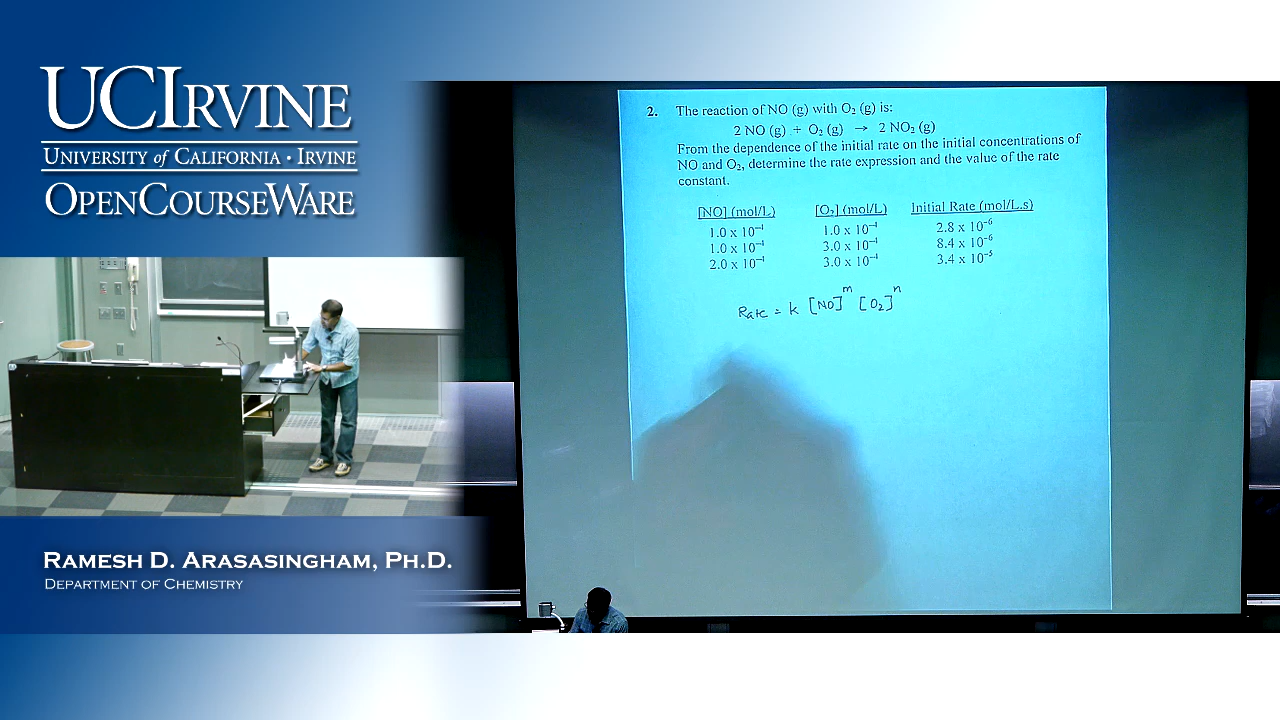 UCIRVINE
UNIVERSITY of CALIFORNIA · IRVINE
OPENCOURSEWARE
RAMESH D. ARASASINGHAM, PH.D.
DEPARTMENT OF CHEMISTRY
2. The reaction of NO (g) with O₂ (g) is:
2 NO (g) + O₂ (g) → 2 NO₂ (g)
From the dependence of the initial rate on the initial concentrations of
NO and O₂, determine the rate expression and the value of the rate
constant.
[NO] (mol/L) [O₂] (mol/L) Initial Rate (mol/L.s)
1.0 x 10⁻¹ 1.0 x 10⁻¹ 2.8 x 10⁻⁶
1.0 x 10⁻¹ 3.0 x 10⁻¹ 8.4 x 10⁻⁶
2.0 x 10⁻¹ 3.0 x 10⁻¹ 3.4 x 10⁻⁵
Rate = k [NO]ᵐ [O₂]ⁿ